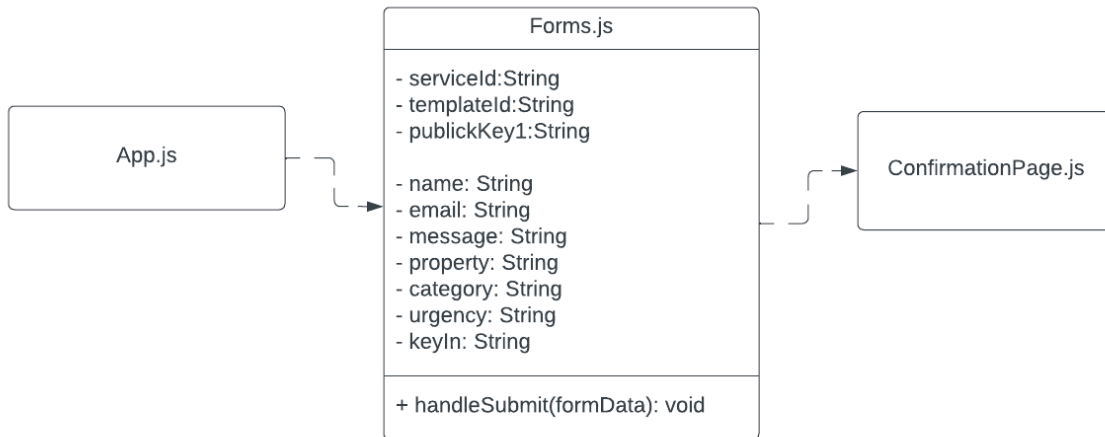 App.js
Forms.js
- serviceId:String
- templateId:String
- publickKey1:String
- name: String
- email: String
- message: String
- property: String
- category: String
- urgency: String
- keyIn: String
+ handleSubmit(formData): void
ConfirmationPage.js